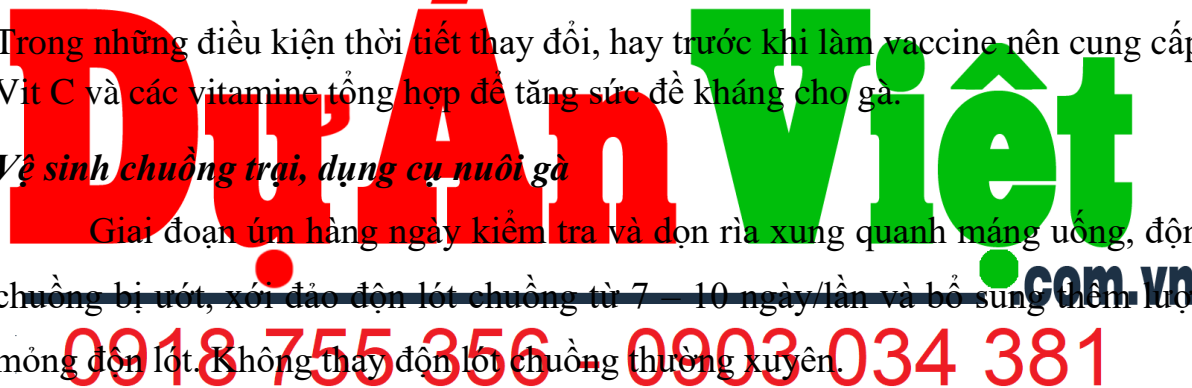 Trong những điều kiện thời tiết thay đổi, hay trước khi làm vaccine nên cung cấp
Vit C và các vitamine tổng hợp để tăng sức đề kháng cho gà.
Vệ sinh chuồng trại, dụng cụ nuôi gà
Giai đoạn úm hàng ngày kiểm tra và dọn rìa xung quanh máng uống, độn
chuồng bị ướt, xới đảo độn lót chuồng từ 7 – 10 ngày/lần và bổ sung thêm
mỏng độn lót. Không thay độn lót chuồng thường xuyên.
DựÁnViệt
.com.vn
0918 755 356 - 0903 034 381